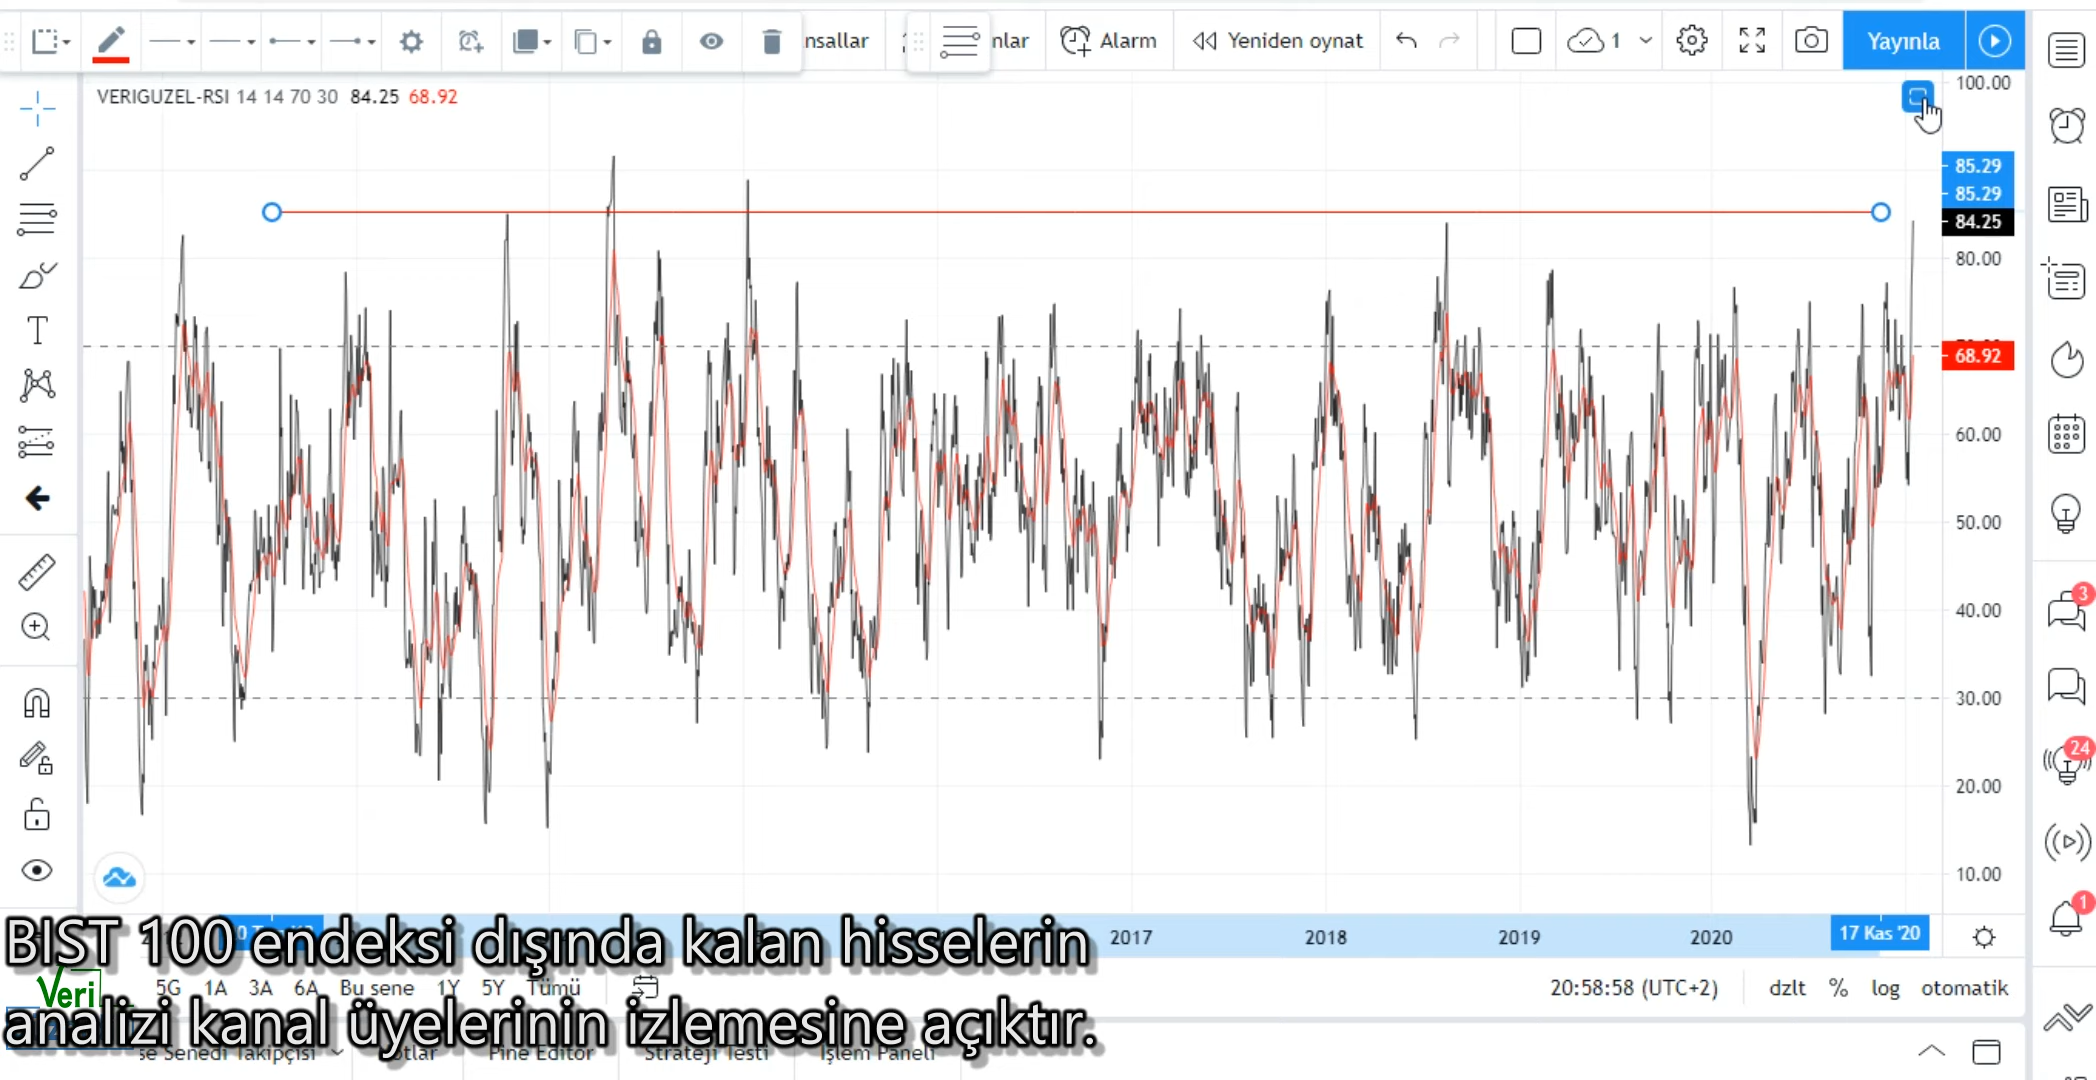 nsallar
nlar
Alarm
Yeniden oynat
1
Yayınla
VERIGUZEL-RSI 14 14 70 30 84.25 68.92
100.00
85.29
85.29
84.25
80.00
68.92
60.00
50.00
40.00
30.00
20.00
10.00
3
24
1
2017
2018
2019
2020
17 Kas '20
BIST 100 endeksi dışında kalan hisselerin
Veri
5G 1A 3A 6A Bu sene 1Y 5Y Tümü
20:58:58 (UTC+2)
dzlt % log otomatik
analizi kanal üyelerinin izlemesine açıktır.
se Senedi Takipçisi
Pine Editör
Strateji Testi
İşlem Paneli